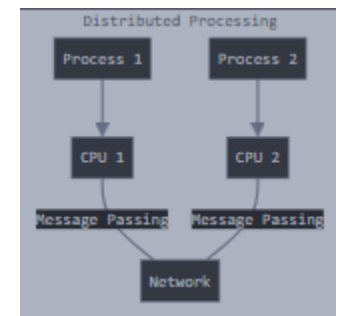 Distributed Processing
Process 1
Process 2
CPU 1
CPU 2
Message Passing
Message Passing
Network